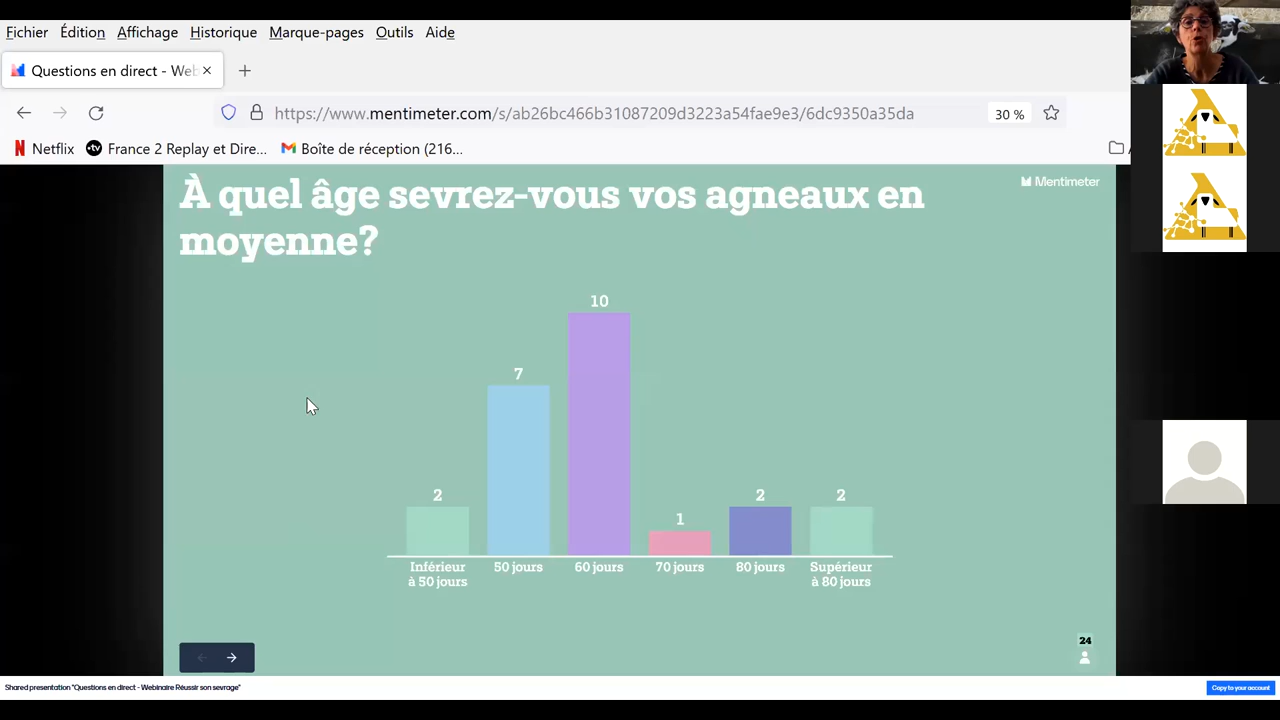 Fichier Édition Affichage Historique Marque-pages Outils Aide
Questions en direct - Web
https://www.mentimeter.com/s/ab26bc466b31087209d3223a54fae9e3/6dc9350a35da 30 %
Netflix France 2 Replay et Dire... Boîte de réception (216...
Mentimeter
À quel âge sevrez-vous vos agneaux en
moyenne?
2 7 10 1 2 2
Inférieur
à 50 jours
50 jours
60 jours
70 jours
80 jours
Supérieur
à 80 jours
24
Shared presentation "Questions en direct - Webinaire Réussir son sevrage"
Copy to your account